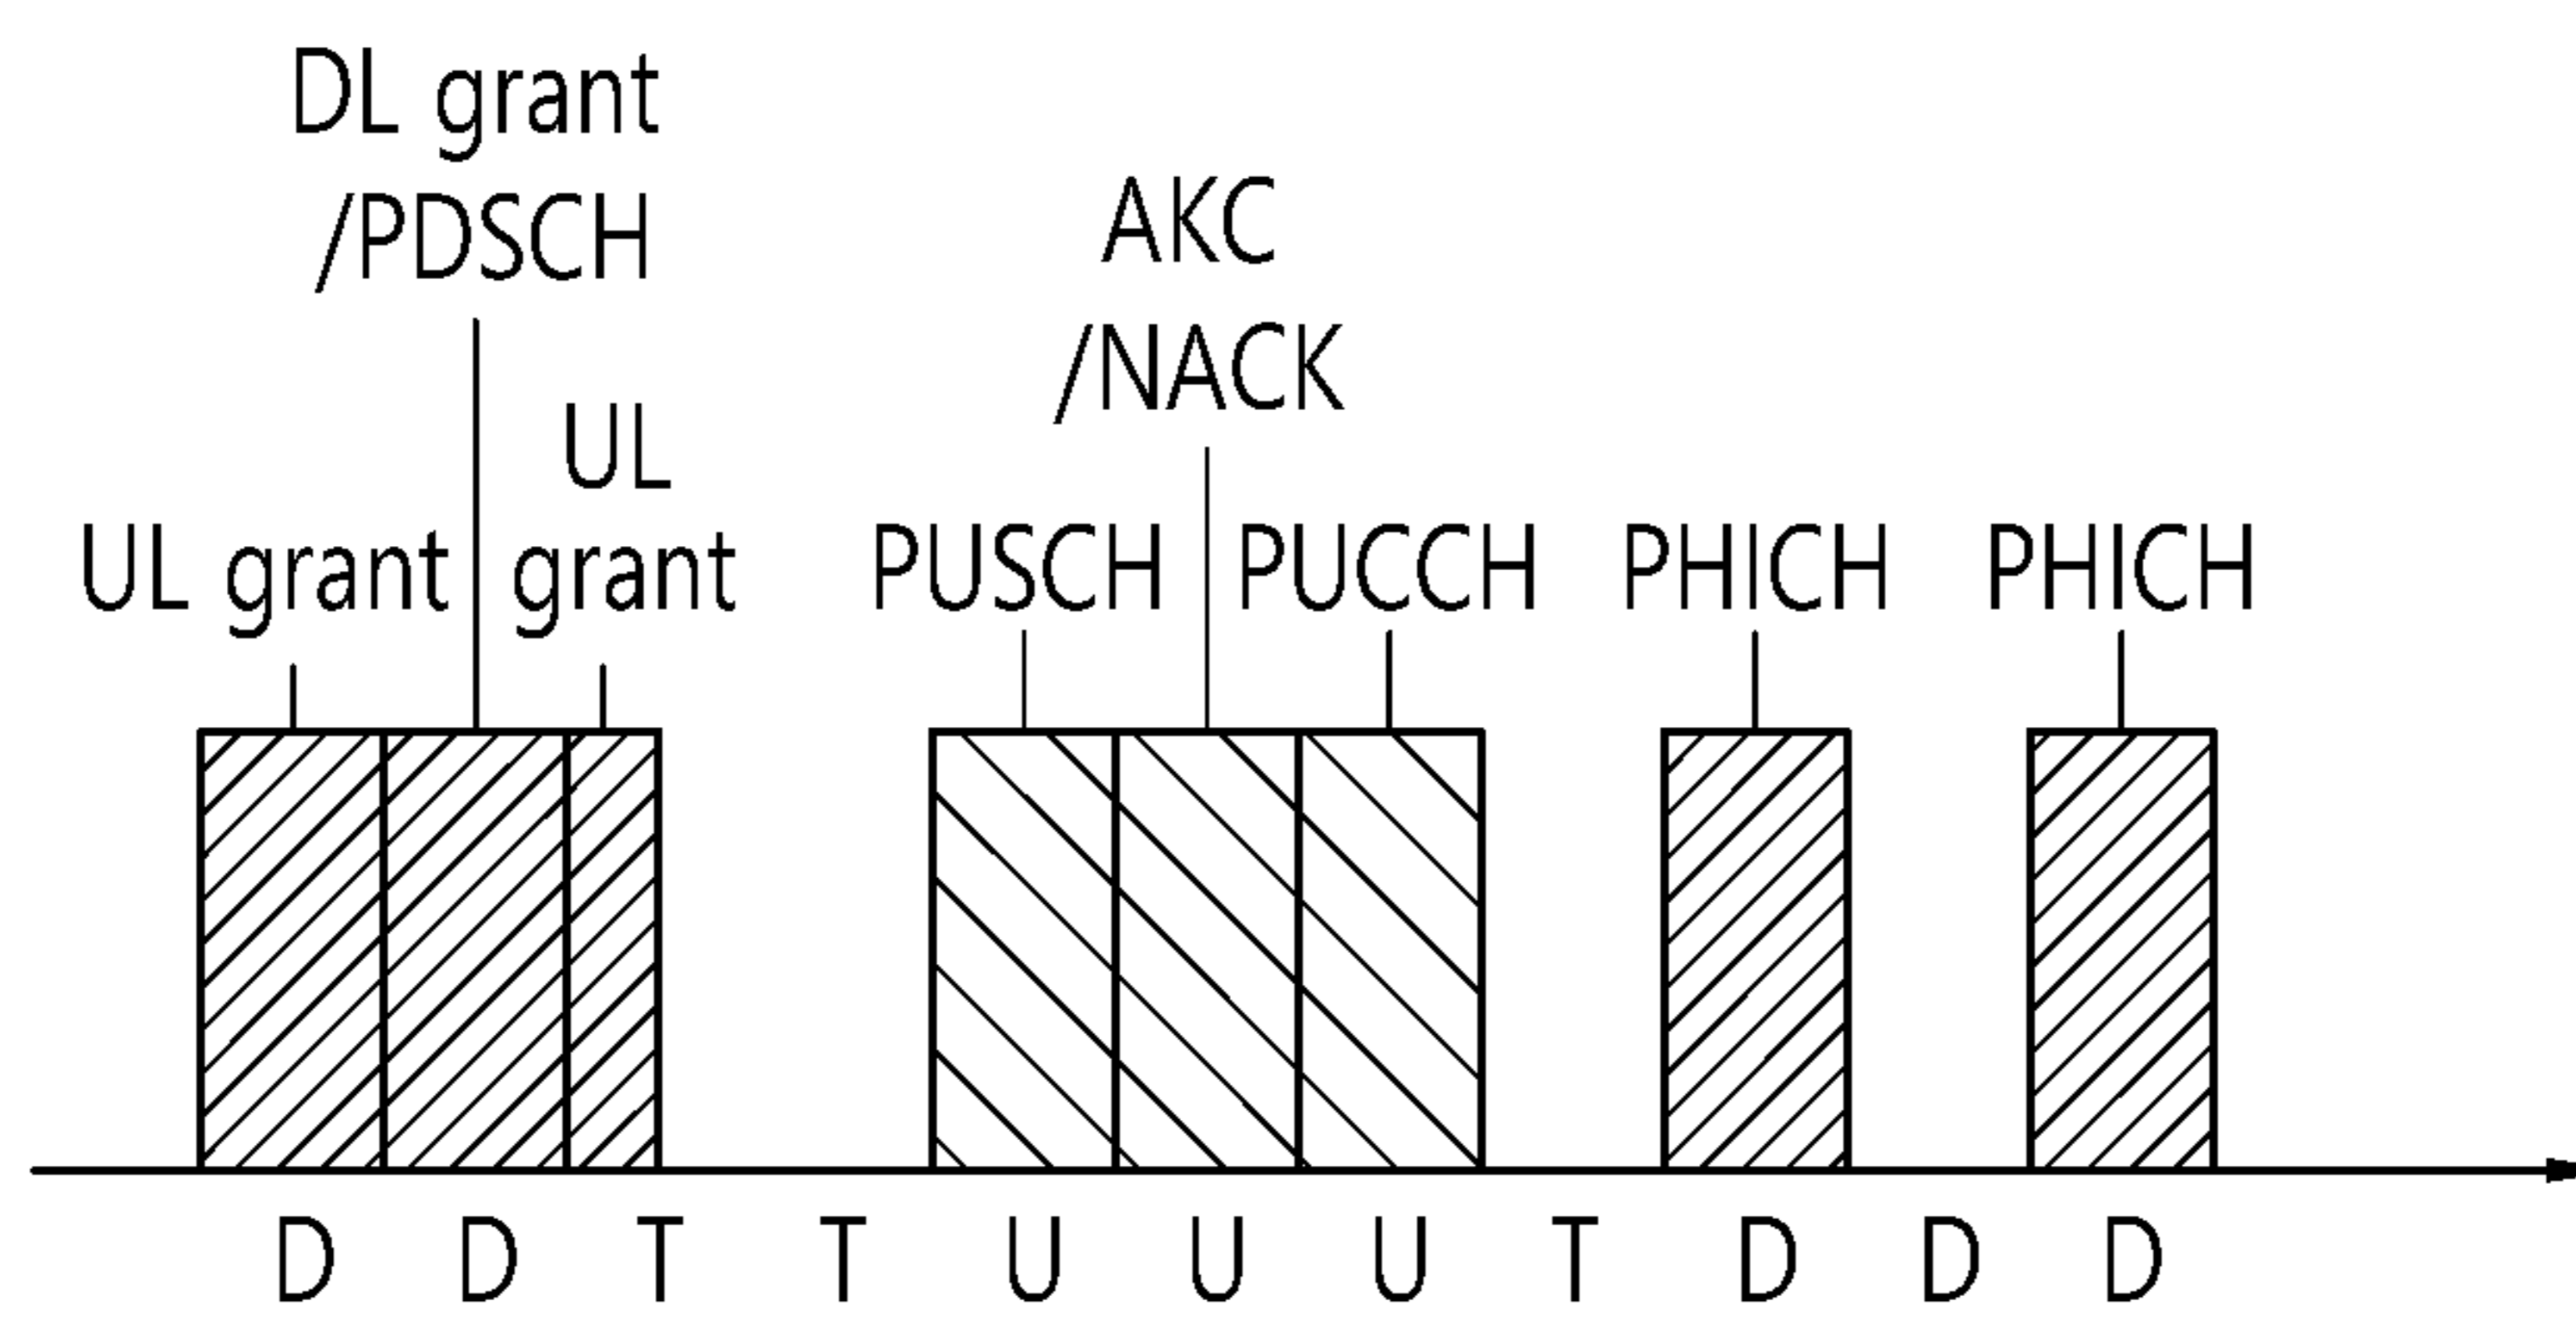 DL grant
/PDSCH
AKC
/NACK
UL
UL grant
grant
PUSCH
PUCCH
PHICH
PHICH
D D T T U U U T D D D